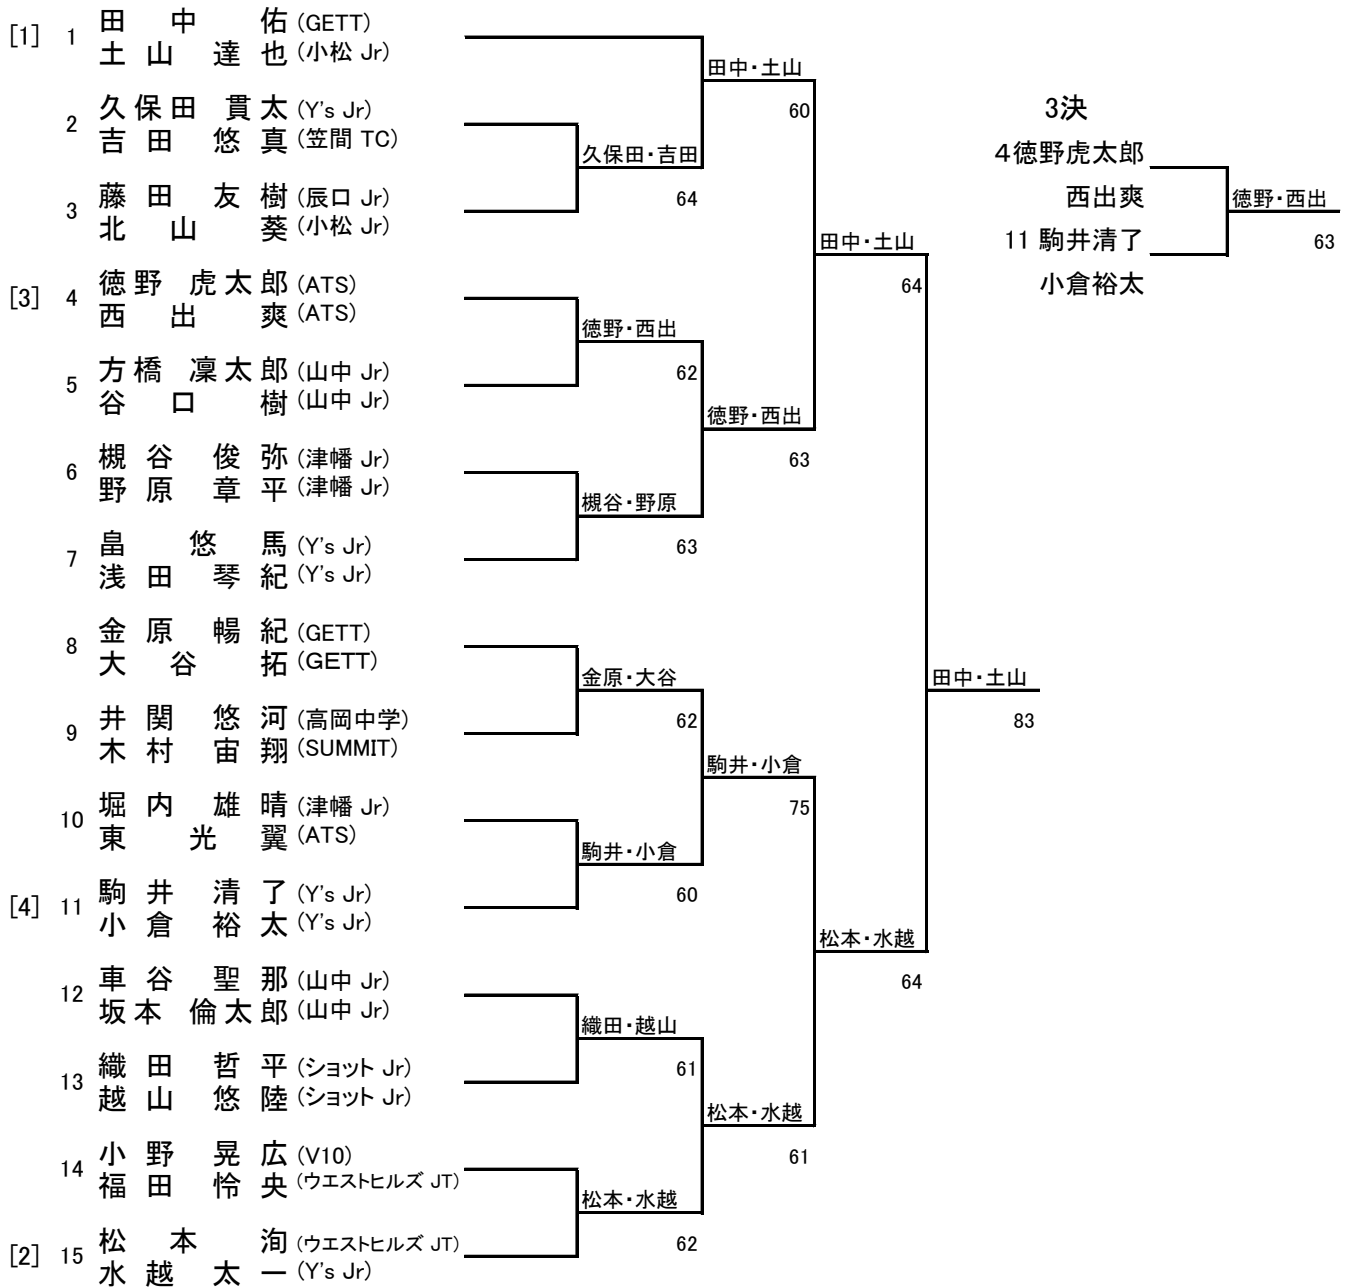 [1] 1 田中 佑 (GETT)
土山 達也 (小松 Jr)
2 久保田 貫太 (Y's Jr)
吉田 悠真 (笠間 TC)
3 藤田 友樹 (辰口 Jr)
北山 葵 (小松 Jr)
[3] 4 徳野 虎太郎 (ATS)
西出 爽 (ATS)
5 方橋 凜太郎 (山中 Jr)
谷口 樹 (山中 Jr)
6 槻谷 俊弥 (津幡 Jr)
野原 章平 (津幡 Jr)
7 畠 悠馬 (Y's Jr)
浅田 琴紀 (Y's Jr)
8 金原 暢紀 (GETT)
大谷 拓 (GETT)
9 井関 悠河 (高岡中学)
木村 宙翔 (SUMMIT)
10 堀内 雄晴 (津幡 Jr)
東 光翼 (ATS)
[4] 11 駒井 清了 (Y's Jr)
小倉 裕太 (Y's Jr)
12 車谷 聖那 (山中 Jr)
坂本 倫太郎 (山中 Jr)
13 織田 哲平 (ショット Jr)
越山 悠陸 (ショット Jr)
14 小野 晃広 (V10)
福田 怜央 (ウエストヒルズ JT)
[2] 15 松本 洵 (ウエストヒルズ JT)
水越 太一 (Y's Jr)
久保田・吉田
64
徳野・西出
62
槻谷・野原
63
金原・大谷
62
駒井・小倉
60
織田・越山
61
松本・水越
62
田中・土山
60
徳野・西出
63
駒井・小倉
75
松本・水越
61
田中・土山
64
松本・水越
64
田中・土山
83
3決
4徳野虎太郎
西出爽
11 駒井清了
小倉裕太
徳野・西出
63